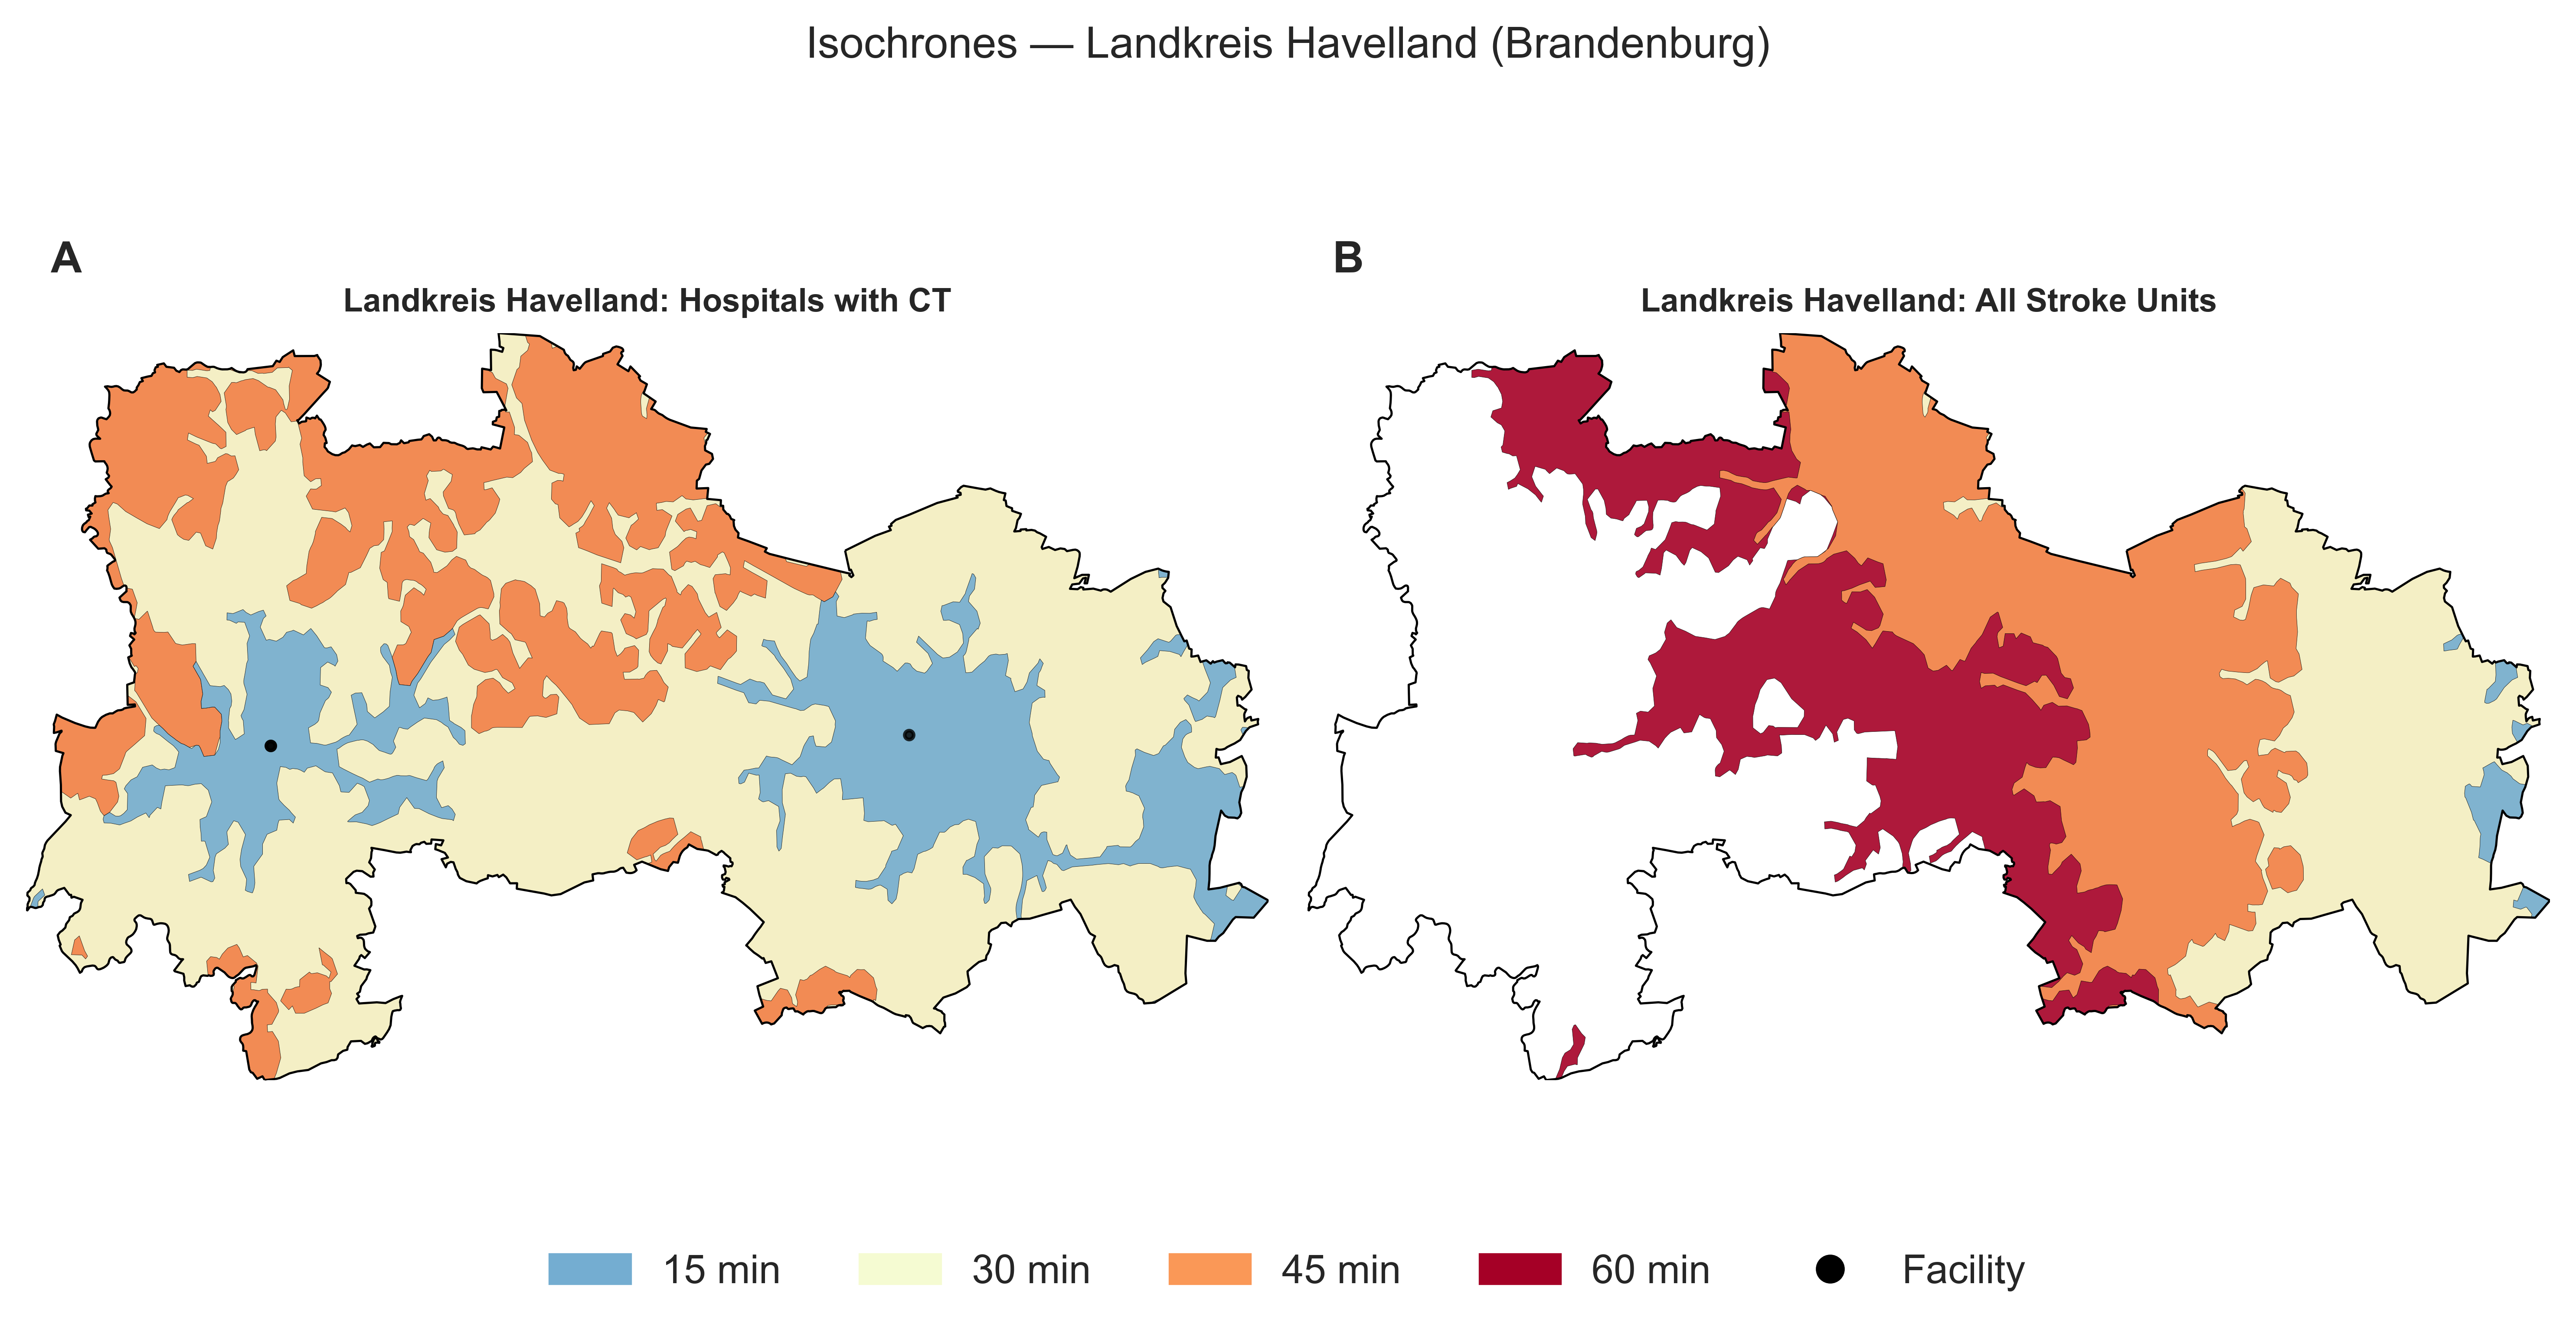 Isochrones — Landkreis Havelland (Brandenburg)
A
Landkreis Havelland: Hospitals with CT
B
Landkreis Havelland: All Stroke Units
15 min
30 min
45 min
60 min
Facility